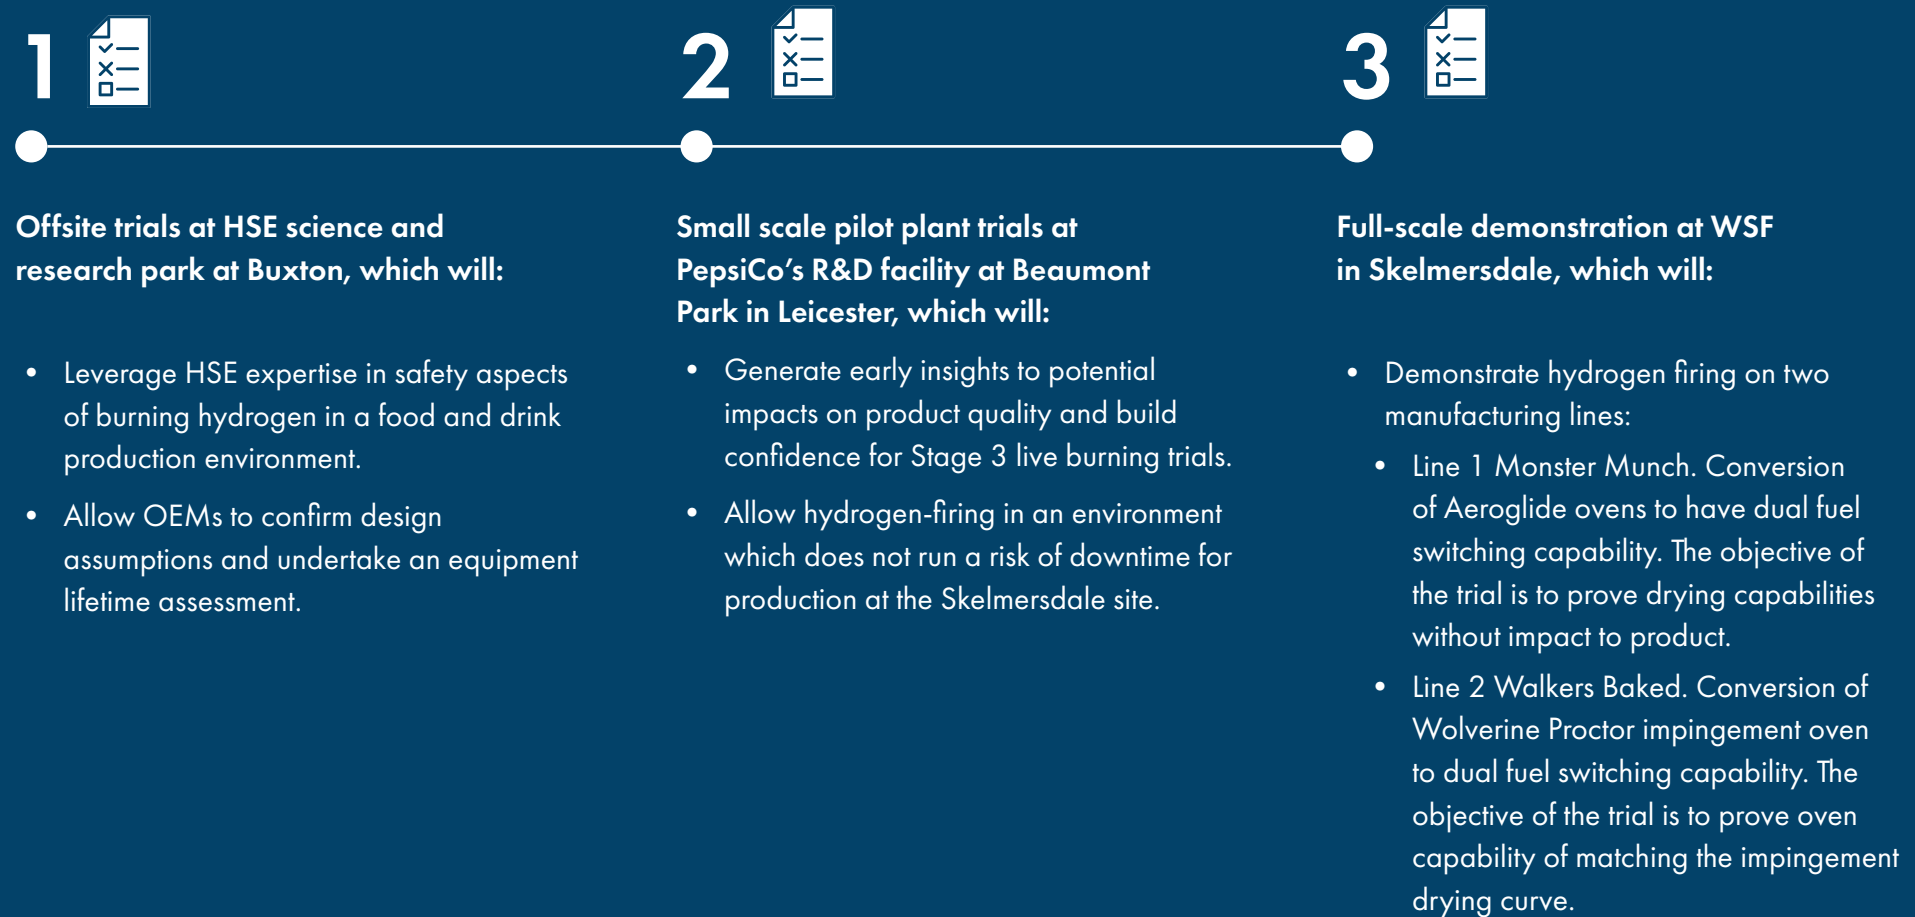 1
Offsite trials at HSE science and
research park at Buxton, which will:
• Leverage HSE expertise in safety aspects
of burning hydrogen in a food and drink
production environment.
• Allow OEMs to confirm design
assumptions and undertake an equipment
lifetime assessment.
2
Small scale pilot plant trials at
PepsiCo’s R&D facility at Beaumont
Park in Leicester, which will:
• Generate early insights to potential
impacts on product quality and build
confidence for Stage 3 live burning trials.
• Allow hydrogen-firing in an environment
which does not run a risk of downtime for
production at the Skelmersdale site.
3
Full-scale demonstration at WSF
in Skelmersdale, which will:
• Demonstrate hydrogen firing on two
manufacturing lines:
• Line 1 Monster Munch. Conversion
of Aeroglide ovens to have dual fuel
switching capability. The objective of
the trial is to prove drying capabilities
without impact to product.
• Line 2 Walkers Baked. Conversion of
Wolverine Proctor impingement oven
to dual fuel switching capability. The
objective of the trial is to prove oven
capability of matching the impingement
drying curve.